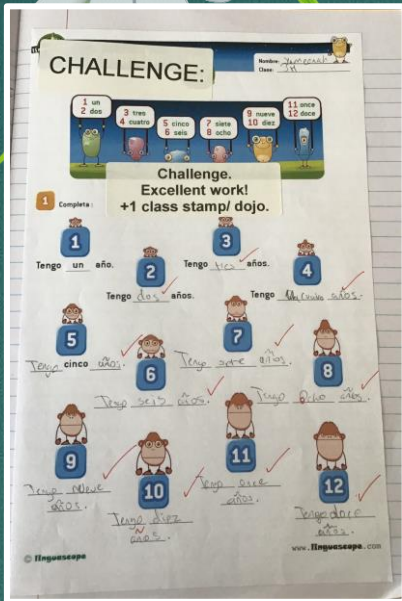 CHALLENGE:
Nombre: Yumeenah
Clase: JH
1 un
2 dos
3 tres
4 cuatro
5 cinco
6 seis
7 siete
8 ocho
9 nueve
10 diez
11 once
12 doce
Challenge.
Excellent work!
+1 class stamp/ dojo.
1 Completa :
1
3
Tengo un año.
2
Tengo tres años.
4
Tengo dos años.
Tengo cuatro años.
5
7
Tengo cinco años.
6
Tengo siete años.
8
Tengo seis años.
Tengo ocho años.
9
11
10
12
Tengo nueve
años.
Tengo once
años.
Tengo diez
años.
Tengo doce
años.
© linguascope
www.linguascope.com